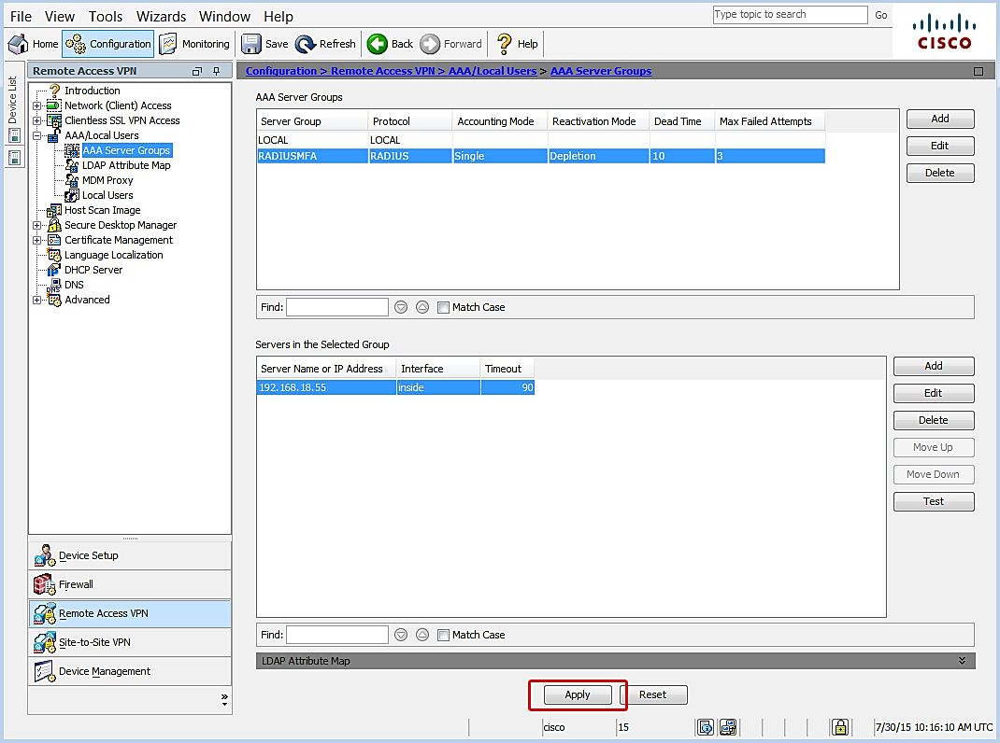 File View Tools Wizards Window Help
Type topic to search Go
Home Configuration Monitoring Save Refresh Back Forward Help
CISCO
Device List
Remote Access VPN
Introduction
Network (Client) Access
Clientless SSL VPN Access
AAA/Local Users
AAA Server Groups
LDAP Attribute Map
MDM Proxy
Local Users
Host Scan Image
Secure Desktop Manager
Certificate Management
Language Localization
DHCP Server
DNS
DNS
Advanced
Device Setup
Firewall
Remote Access VPN
Site-to-Site VPN
Device Management
Configuration > Remote Access VPN > AAA/Local Users > AAA Server Groups
AAA Server Groups
Server Group Protocol Accounting Mode Reactivation Mode Dead Time Max Failed Attempts
LOCAL LOCAL
RADIUSMFA RADIUS Single Depletion 10 3
Add
Edit
Delete
Find: Match Case
Servers in the Selected Group
Server Name or IP Address Interface Timeout
192.168.18.55 inside 90
Add
Edit
Delete
Move Up
Move Down
Test
Find: Match Case
LDAP Attribute Map
Apply Reset
cisco 15 7/30/15 10:16:10 AM UTC